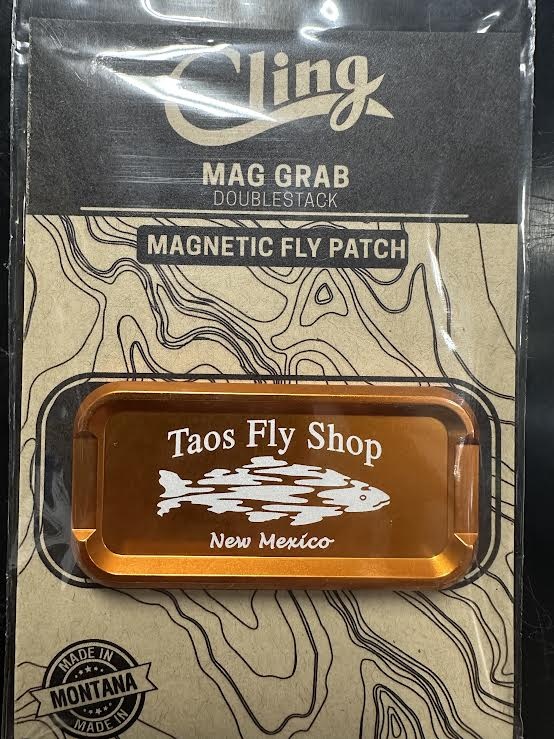 Cling
MAG GRAB
DOUBLESTACK
MAGNETIC FLY PATCH
Taos Fly Shop
New Mexico
MADE IN
MONTANA
MADE IN